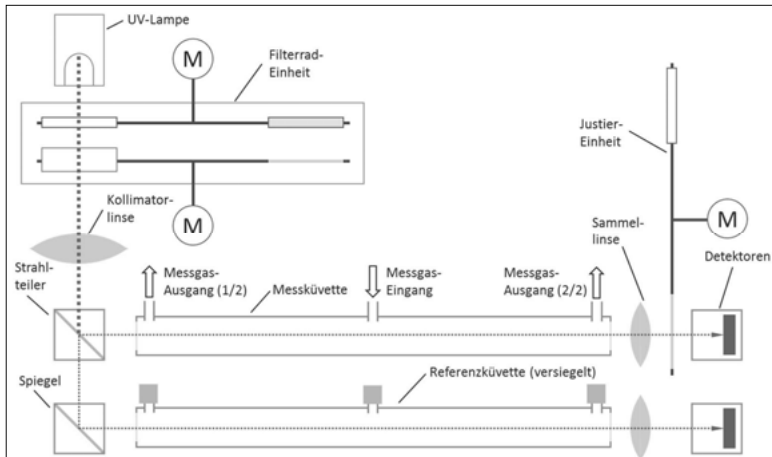 UV-Lampe
M
Filterrad-
Einheit
Justier-
Einheit
M
Kollimator-
linse
M
Sammel-
linse
Strahl-
teiler
Messgas-
Ausgang (1/2)
Messküvette
Messgas-
Eingang
Messgas-
Ausgang (2/2)
Detektoren
Spiegel
Referenzküvette (versiegelt)